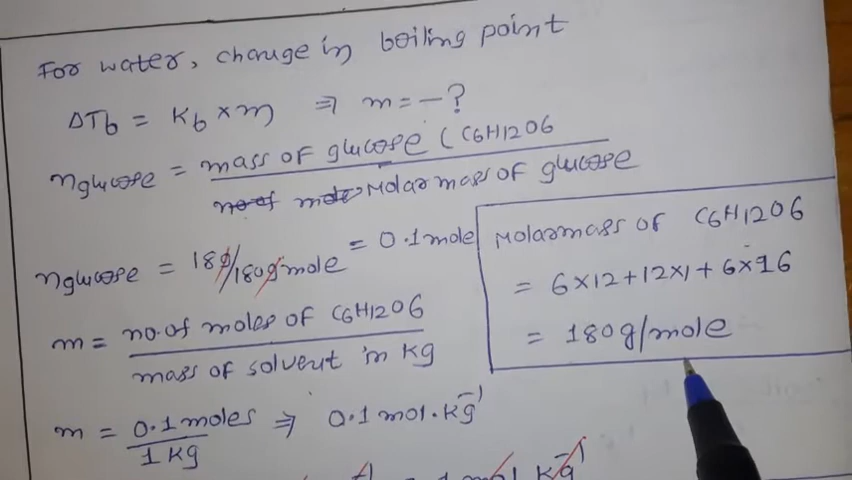 For water, change in boiling point
ΔTb = Kb × m ⇒ m = – ?
nglucose = mass of glucose (C6H12O6
no of mole Molar mass of glucose
nglucose = 18g/180g mole = 0.1 mole
Molarmass of C6H12O6
= 6×12+12×1+6×16
= 180g/mole
m = no. of moles of C6H12O6
mass of solvent in Kg
m = 0.1 moles ⇒ 0.1 mol. kg⁻¹
1 Kg